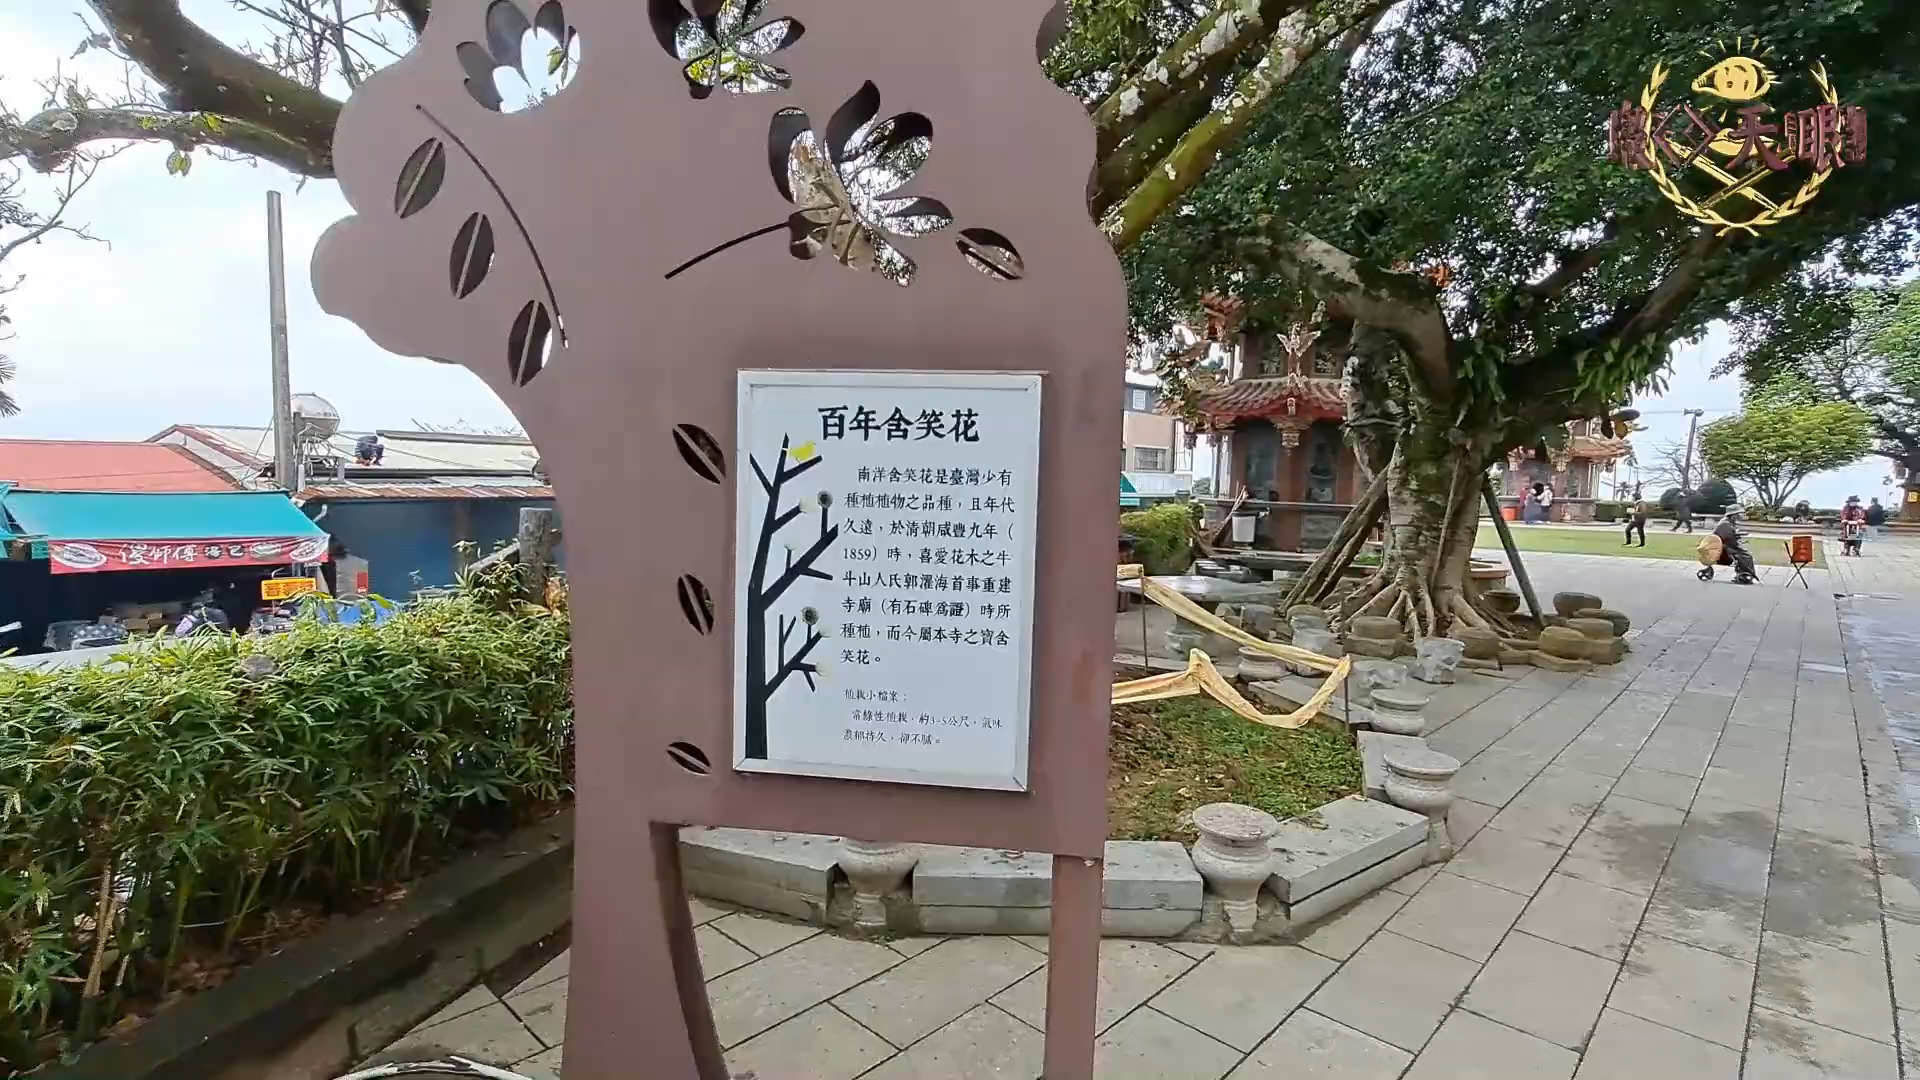 百年含笑花
南洋含笑花是臺灣少有
種植植物之品種，且年代
久遠，於清朝咸豐九年（
1859）時，喜愛花木之牛
斗山人氏郭濯海首事重建
寺廟（有石碑為證）時所
種植，而今屬本寺之寶含
笑花。
植栽小檔案：
常綠性植栽，約3-5公尺，氣味
濃郁持久，卻不膩。
天眼